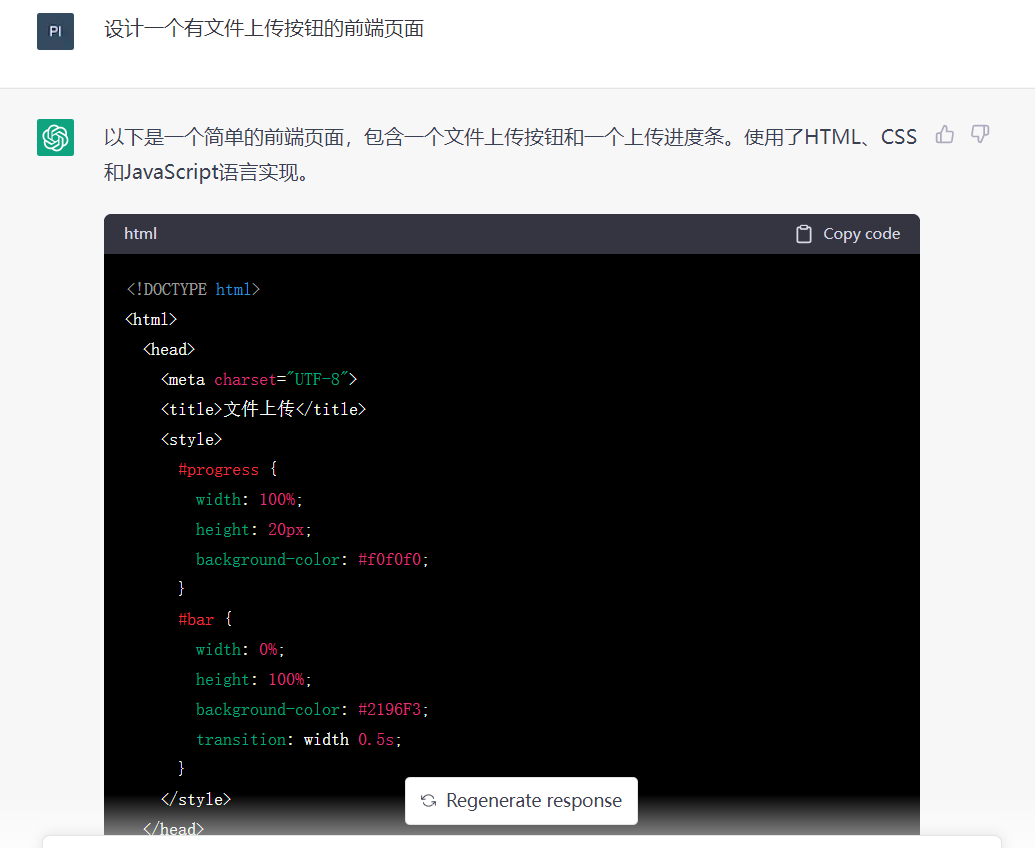 PI
设计一个有文件上传按钮的前端页面
以下是一个简单的前端页面，包含一个文件上传按钮和一个上传进度条。使用了HTML、CSS
和JavaScript语言实现。
html
Copy code
<!DOCTYPE html>
<html>
<head>
<meta charset="UTF-8">
<title>文件上传</title>
<style>
#progress {
width: 100%;
height: 20px;
background-color: #f0f0f0;
}
#bar {
width: 0%;
height: 100%;
background-color: #2196F3;
transition: width 0.5s;
}
</style>
Regenerate response
</head>